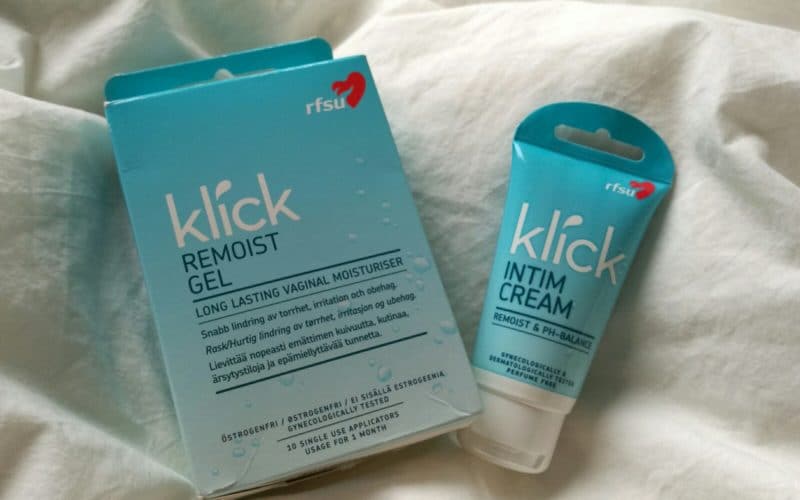 rfsu
klick
REMOIST
GEL
LONG LASTING VAGINAL MOISTURISER
Snabb lindring av torrhet, irritation och obehag.
Rask/Hurtig lindring av tørrhet, irritasjon og ubehag.
Lievittää nopeasti emättimen kuivuutta, kutinaa,
ärsytystiloja ja epämiellyttävää tunnetta.
ÖSTROGENFRI / ØSTROGENFRI / EI SISÄLLÄ ESTROGEENIA
GYNECOLOGICALLY TESTED
10 SINGLE USE APPLICATORS
USAGE FOR 1 MONTH
rfsu
klick
INTIM
CREAM
REMOIST & PH-BALANCE
GYNECOLOGICALLY &
DERMATOLOGICALLY TESTED
PERFUME FREE